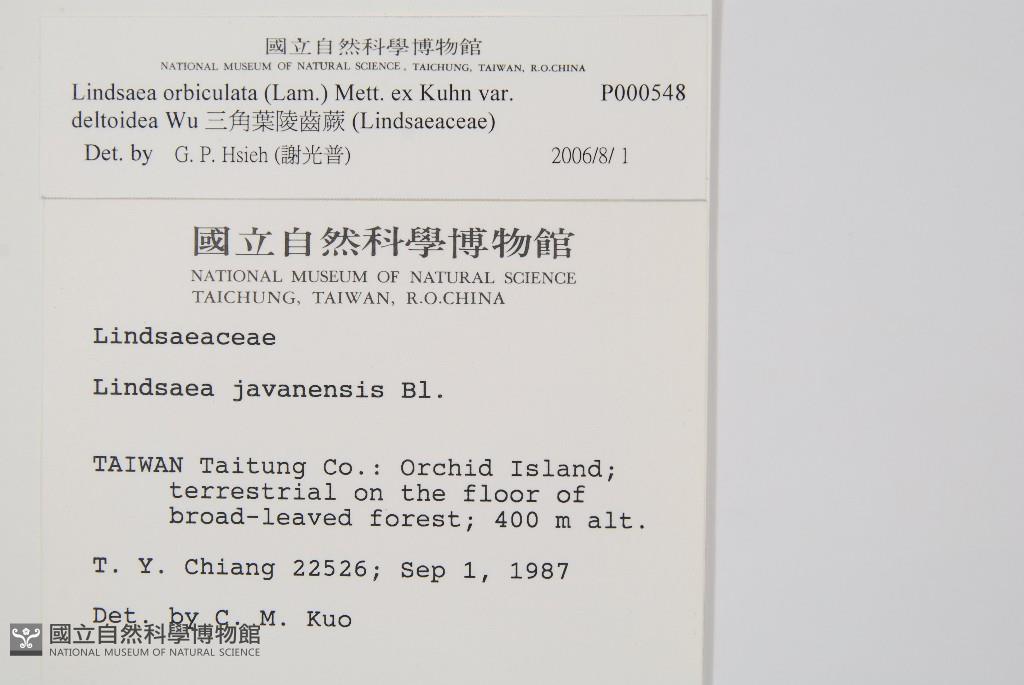 國立自然科學博物館
NATIONAL MUSEUM OF NATURAL SCIENCE, TAICHUNG, TAIWAN, R.O.CHINA
Lindsaea orbiculata (Lam.) Mett. ex Kuhn var. P000548
deltoidea Wu 三角葉陵齒蕨 (Lindsaeaceae)
Det. by G. P. Hsieh (謝光普) 2006/8/ 1
國立自然科學博物館
NATIONAL MUSEUM OF NATURAL SCIENCE
TAICHUNG, TAIWAN, R.O.CHINA
Lindsaeaceae
Lindsaea javanensis Bl.
TAIWAN Taitung Co.: Orchid Island;
terrestrial on the floor of
broad-leaved forest; 400 m alt.
T. Y. Chiang 22526; Sep 1, 1987
Det. by C. M. Kuo
國立自然科學博物館
NATIONAL MUSEUM OF NATURAL SCIENCE